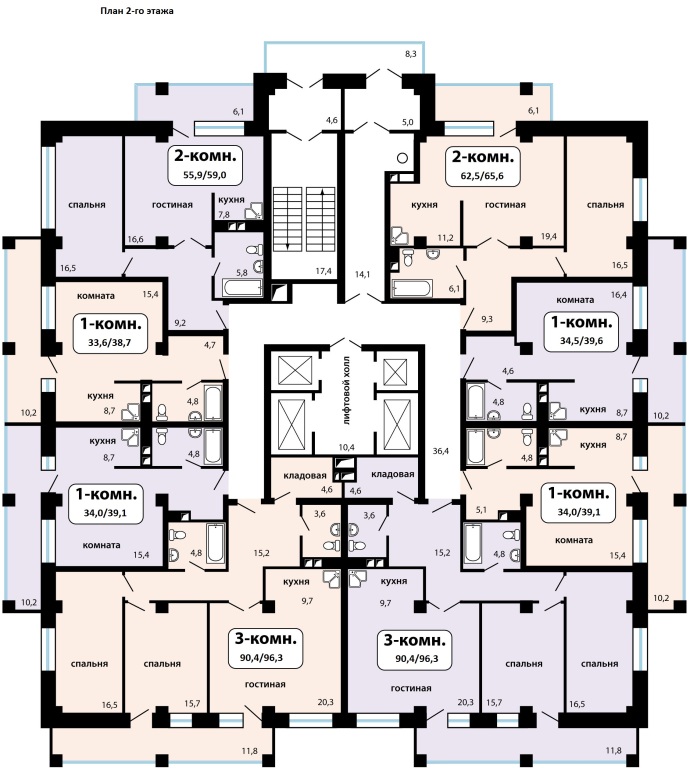 План 2-го этажа
8,3
6,1
4,6
5,0
6,1
2-комн.
55,9/59,0
2-комн.
62,5/65,6
спальня
гостиная
кухня
7,8
кухня
гостиная
спальня
16,6
11,2
19,4
16,5
5,8
17,4
14,1
6,1
16,5
комната
15,4
9,2
9,3
комната
16,4
1-комн.
33,6/38,7
1-комн.
34,5/39,6
4,7
4,6
лифтовой холл
кухня
8,7
4,8
4,8
кухня
8,7
10,2
10,2
кухня
8,7
4,8
10,4
36,4
4,8
кухня
8,7
кладовая
4,6
кладовая
4,6
1-комн.
34,0/39,1
1-комн.
34,0/39,1
3,6
3,6
5,1
комната
15,4
4,8
15,2
15,2
4,8
комната
15,4
10,2
10,2
кухня
9,7
кухня
9,7
3-комн.
90,4/96,3
3-комн.
90,4/96,3
спальня
спальня
гостиная
гостиная
спальня
спальня
16,5
15,7
20,3
20,3
15,7
16,5
11,8
11,8